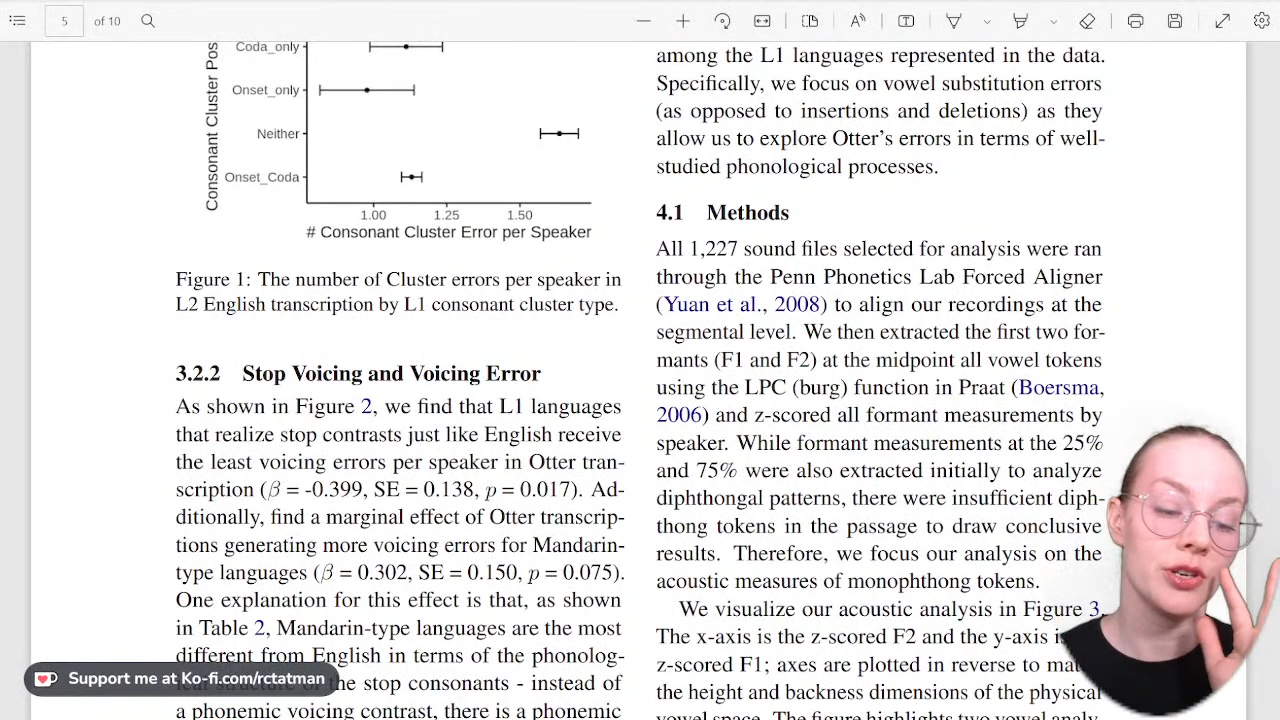 5 of 10
Coda_only
Onset_only
Neither
Onset_Coda
Consonant Cluster Pos
1.00 1.25 1.50
# Consonant Cluster Error per Speaker
Figure 1: The number of Cluster errors per speaker in
L2 English transcription by L1 consonant cluster type.
3.2.2 Stop Voicing and Voicing Error
As shown in Figure 2, we find that L1 languages
that realize stop contrasts just like English receive
the least voicing errors per speaker in Otter tran-
scription (β = -0.399, SE = 0.138, p = 0.017). Ad-
ditionally, find a marginal effect of Otter transcrip-
tions generating more voicing errors for Mandarin-
type languages (β = 0.302, SE = 0.150, p = 0.075).
One explanation for this effect is that, as shown
in Table 2, Mandarin-type languages are the most
different from English in terms of the phonolog-
the stop consonants - instead of
a phonemic voicing contrast, there is a phonemic
among the L1 languages represented in the data.
Specifically, we focus on vowel substitution errors
(as opposed to insertions and deletions) as they
allow us to explore Otter's errors in terms of well-
studied phonological processes.
4.1 Methods
All 1,227 sound files selected for analysis were ran
through the Penn Phonetics Lab Forced Aligner
(Yuan et al., 2008) to align our recordings at the
segmental level. We then extracted the first two for-
mants (F1 and F2) at the midpoint all vowel tokens
using the LPC (burg) function in Praat (Boersma,
2006) and z-scored all formant measurements by
speaker. While formant measurements at the 25%
and 75% were also extracted initially to analyze
diphthongal patterns, there were insufficient diph-
thong tokens in the passage to draw conclusive
results. Therefore, we focus our analysis on the
acoustic measures of monophthong tokens.
We visualize our acoustic analysis in Figure 3.
The x-axis is the z-scored F2 and the y-axis
z-scored F1; axes are plotted in reverse to
the height and backness dimensions of the physical
vowel space. The figure highlights two vowel analy-
Support me at Ko-fi.com/rctatman